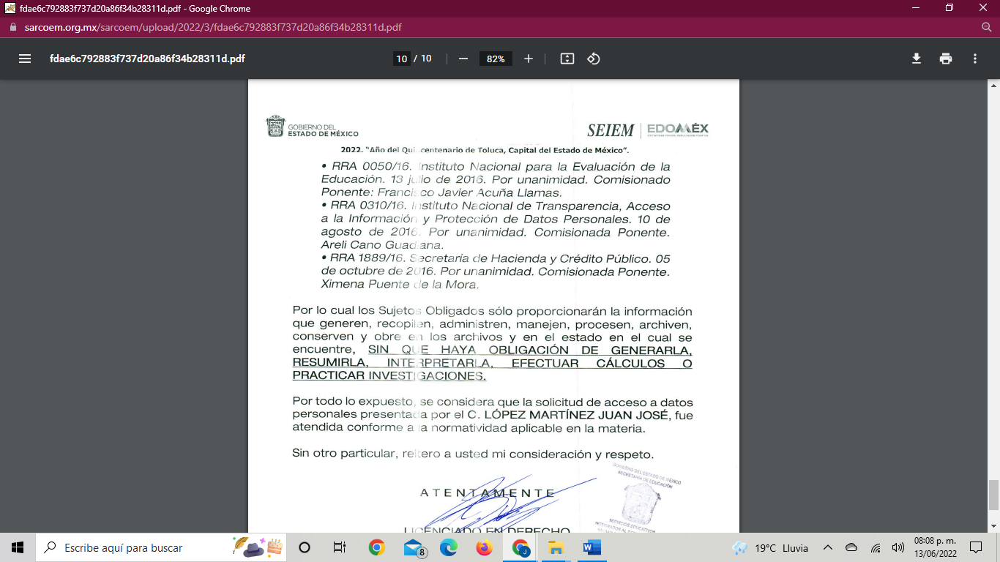 fdae6c792883f737d20a86f34b28311d.pdf - Google Chrome
sarcoem.org.mx/sarcoem/upload/2022/3/fdae6c792883f737d20a86f34b28311d.pdf
fdae6c792883f737d20a86f34b28311d.pdf
10 / 10
82%
GOBIERNO DEL
ESTADO DE MÉXICO
SEIEM
EDOMÉX
2022. “Año del Quincentenario de Toluca, Capital del Estado de México”.
• RRA 0050/16. Instituto Nacional para la Evaluación de la
Educación. 13 julio de 2016. Por unanimidad. Comisionado
Ponente: Francisco Javier Acuña Llamas.
• RRA 0310/16. Instituto Nacional de Transparencia, Acceso
a la Información y Protección de Datos Personales. 10 de
agosto de 2016. Por unanimidad. Comisionada Ponente.
Areli Cano Guadiana.
• RRA 1889/16. Secretaría de Hacienda y Crédito Público. 05
de octubre de 2016. Por unanimidad. Comisionada Ponente.
Ximena Puente de la Mora.
Por lo cual los Sujetos Obligados sólo proporcionarán la información
que generen, recopilen, administren, manejen, procesen, archiven,
conserven y obre en los archivos y en el estado en el cual se
encuentre, SIN QUE HAYA OBLIGACIÓN DE GENERARLA,
RESUMIRLA, INTERPRETARLA, EFECTUAR CÁLCULOS O
PRACTICAR INVESTIGACIONES.
Por todo lo expuesto, se considera que la solicitud de acceso a datos
personales presentada por el C. LÓPEZ MARTÍNEZ JUAN JOSÉ, fue
atendida conforme a la normatividad aplicable en la materia.
Sin otro particular, reitero a usted mi consideración y respeto.
GOBIERNO DEL ESTADO DE MÉXICO
SECRETARÍA DE EDUCACIÓN
ATENTAMENTE
SERVICIOS EDUCATIVOS
INTEGRADOS AL
LICENCIADO EN DERECHO
Escribe aquí para buscar
8
J
19°C Lluvia
08:08 p. m.
13/06/2022